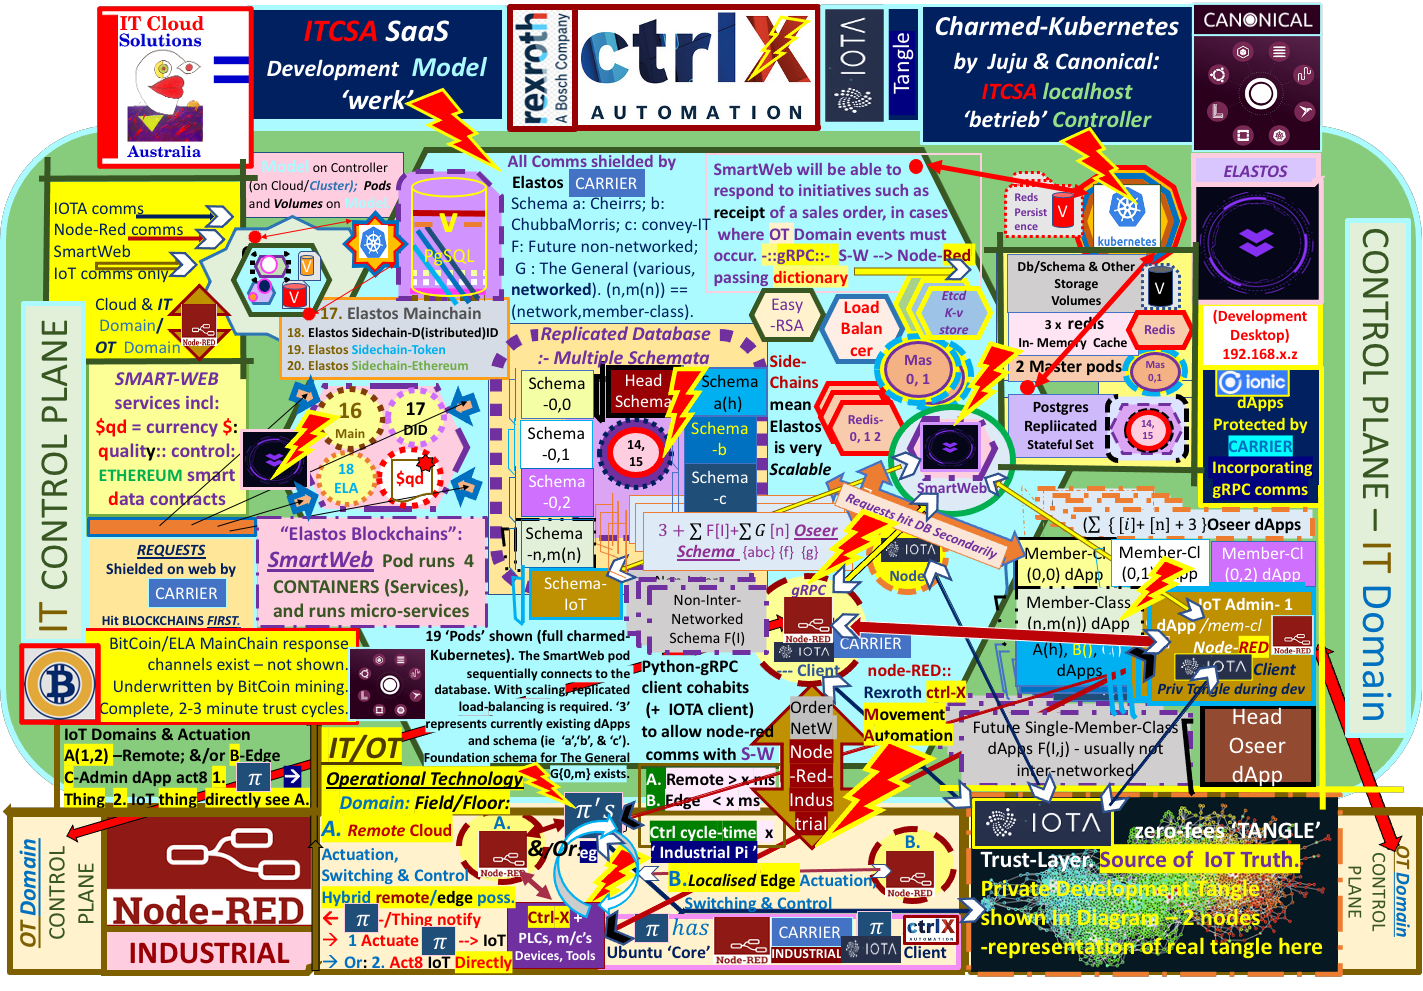 IT Cloud
Solutions
Australia
ITCSA SaaS
Development Model
‘werk’
rexroth
A Bosch Company
ctrlX
AUTOMATION
IOTA
Tangle
Charmed-Kubernetes
by Juju & Canonical:
ITCSA localhost
‘betrieb’ Controller
CANONICAL
IOTA comms
Node-Red comms
SmartWeb
IoT comms only
Cloud & IT
Domain/
OT Domain
Node-RED
Model on Controller
(on Cloud/Cluster); Pods
and Volumes on Model
V
V
V
PgSQL
17. Elastos Mainchain
18. Elastos Sidechain-D(istributed)ID
19. Elastos Sidechain-Token
20. Elastos Sidechain-Ethereum
All Comms shielded by
Elastos CARRIER
Schema a: Cheirrs; b:
ChubbaMorris; c: convey-IT
F: Future non-networked;
G : The General (various,
networked). (n,m(n)) ==
(network,member-class).
SmartWeb will be able to
respond to initiatives such as
receipt of a sales order, in cases
where OT Domain events must
occur. -::gRPC::- S-W --> Node-Red
passing dictionary
Reds
Persist
ence
V
kubernetes
ELASTOS
Db/Schema & Other
Storage
Volumes
V
3 x redis
In- Memory Cache
Redis
2 Master pods
Mas
0,1
Postgres
Repliicated
Stateful Set
14,
15
(Development
Desktop)
192.168.x.z
ionic
dApps
Protected by
CARRIER
Incorporating
gRPC comms
IT CONTROL PLANE
CONTROL PLANE – IT Domain
SMART-WEB
services incl:
$qd = currency $:
quality:: control:
ETHEREUM smart
data contracts
16
Main
17
DID
18
ELA
$qd
Replicated Database
:- Multiple Schemata
Schema
-0,0
Schema
-0,1
Schema
-0,2
Schema
-n,m(n)
Schema-
IoT
Head
Schema
14,
15
Schema
a(h)
Schema
-b
Schema
-c
Easy
-RSA
Load
Balan
cer
Etcd
K-v
store
Mas
0, 1
Side-
Chains
mean
Elastos
is very
Scalable
Redis-
0, 1 2
SmartWeb
Requests hit DB Secondarily
3 + ∑ F[I]+∑ G [n] Oseer
Schema {abc} {f} {g}
IOTA
Node
(∑ { [i]+ [n] + 3 }Oseer dApps
Member-Cl
(0,0) dApp
Member-Cl
(0,1) dApp
Member-Cl
(0,2) dApp
Member-Class
(n,m(n)) dApp
A(h), B(),
dApps
IoT Admin- 1
dApp /mem-cl
Node-RED
IOTA Client
Priv Tangle during dev
Node-RED
REQUESTS
Shielded on web by
CARRIER
Hit BLOCKCHAINS FIRST.
“Elastos Blockchains”:
SmartWeb Pod runs 4
CONTAINERS (Services),
and runs micro-services
Non-Inter-
Networked
Schema F(I)
gRPC
Node-RED
IOTA
Client
CARRIER
BitCoin/ELA MainChain response
channels exist – not shown.
Underwritten by BitCoin mining.
Complete, 2-3 minute trust cycles.
19 ‘Pods’ shown (full charmed-
Kubernetes). The SmartWeb pod
sequentially connects to the
database. With scaling, replicated
load-balancing is required. ‘3’
represents currently existing dApps
and schema (ie ‘a’,‘b’, & ‘c’).
Foundation schema for The General
G{0,m} exists.
Python-gRPC
client cohabits
(+ IOTA client)
to allow node-red
comms with S-W
node-RED::
Rexroth ctrl-X
Movement
Automation
Order
NetW
Node
-Red-
Indus
trial
Future Single-Member-Class
dApps F(I,j) - usually not
inter-networked
Head
Oseer
dApp
IoT Domains & Actuation
A(1,2) –Remote; &/or B-Edge
C-Admin dApp act8 1. π
Thing 2. IoT thing directly see A.
IT/OT
Operational Technology
Domain: Field/Floor:
A. Remote Cloud
Actuation,
Switching & Control
Hybrid remote/edge poss.
π -/Thing notify
1 Actuate π --> IoT
Or: 2. Act8 IoT Directly
A. Remote > x ms
B. Edge < x ms
Ctrl cycle-time x
‘ Industrial Pi ’
π's
A.
Node-RED
& Or:
eg
B.
Node-RED
B.Localised Edge Actuation,
Switching & Control
Ctrl-X +
PLCs, m/c's
Devices, Tools
π has
Ubuntu ‘Core’
Node-RED
CARRIER
INDUSTRIAL
π
IOTA
ctrlX
AUTOMATION
Client
OT Domain
CONTROL
PLANE
Node-RED
INDUSTRIAL
IOTA zero-fees ‘TANGLE’
Trust-Layer. Source of IoT Truth.
Private Development Tangle
shown in Diagram – 2 nodes
-representation of real tangle here
OT Domain
CONTROL
PLANE